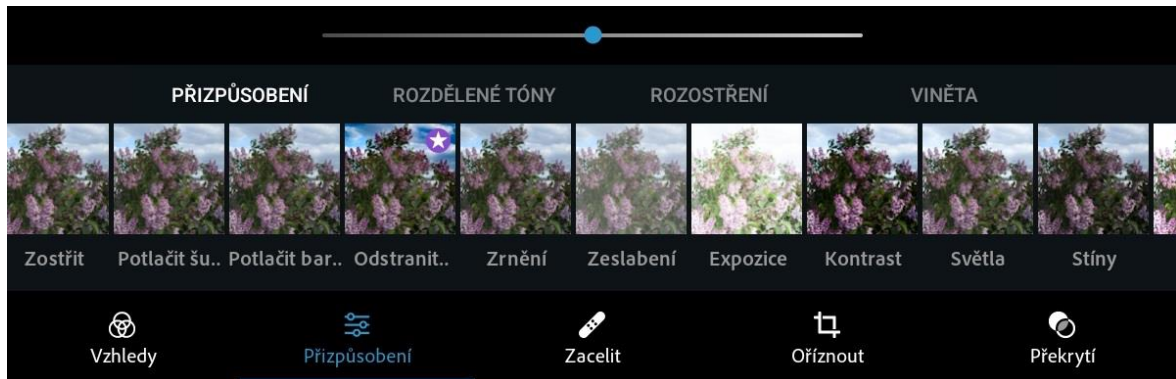 PŘIZPŮSOBENÍ ROZDĚLENÉ TÓNY ROZOSTŘENÍ VINĚTA
Zostřit Potlačit šu.. Potlačit bar.. Odstranit.. Zrnění Zeslabení Expozice Kontrast Světla Stíny
Vzhledy Přizpůsobení Zacelit Oříznout Překrytí